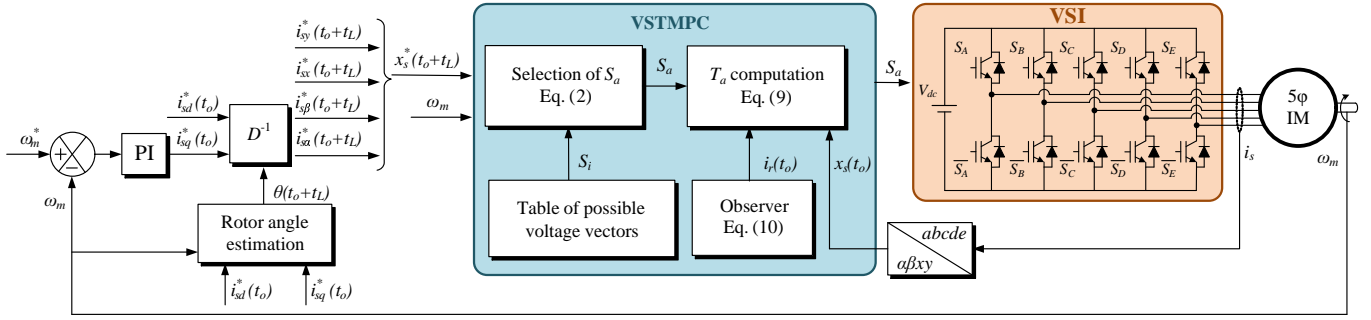 i*sy(to+tL)
i*sx(to+tL)
i*sβ(to+tL)
i*sα(to+tL)
x*s(to+tL)
ωm
i*sd(to)
i*sq(to)
ω*m
+
−
PI
D-1
ωm
θ(to+tL)
Rotor angle
estimation
i*sd(to)
i*sq(to)
VSTMPC
Selection of Sa
Eq. (2)
Sa
Ta computation
Eq. (9)
Si
ir(to)
xs(to)
Table of possible
voltage vectors
Observer
Eq. (10)
Sa
abcde
αβxy
VSI
SA
SB
SC
SD
SE
Vdc
S̅A
S̅B
S̅C
S̅D
S̅E
5φ
IM
is
ωm